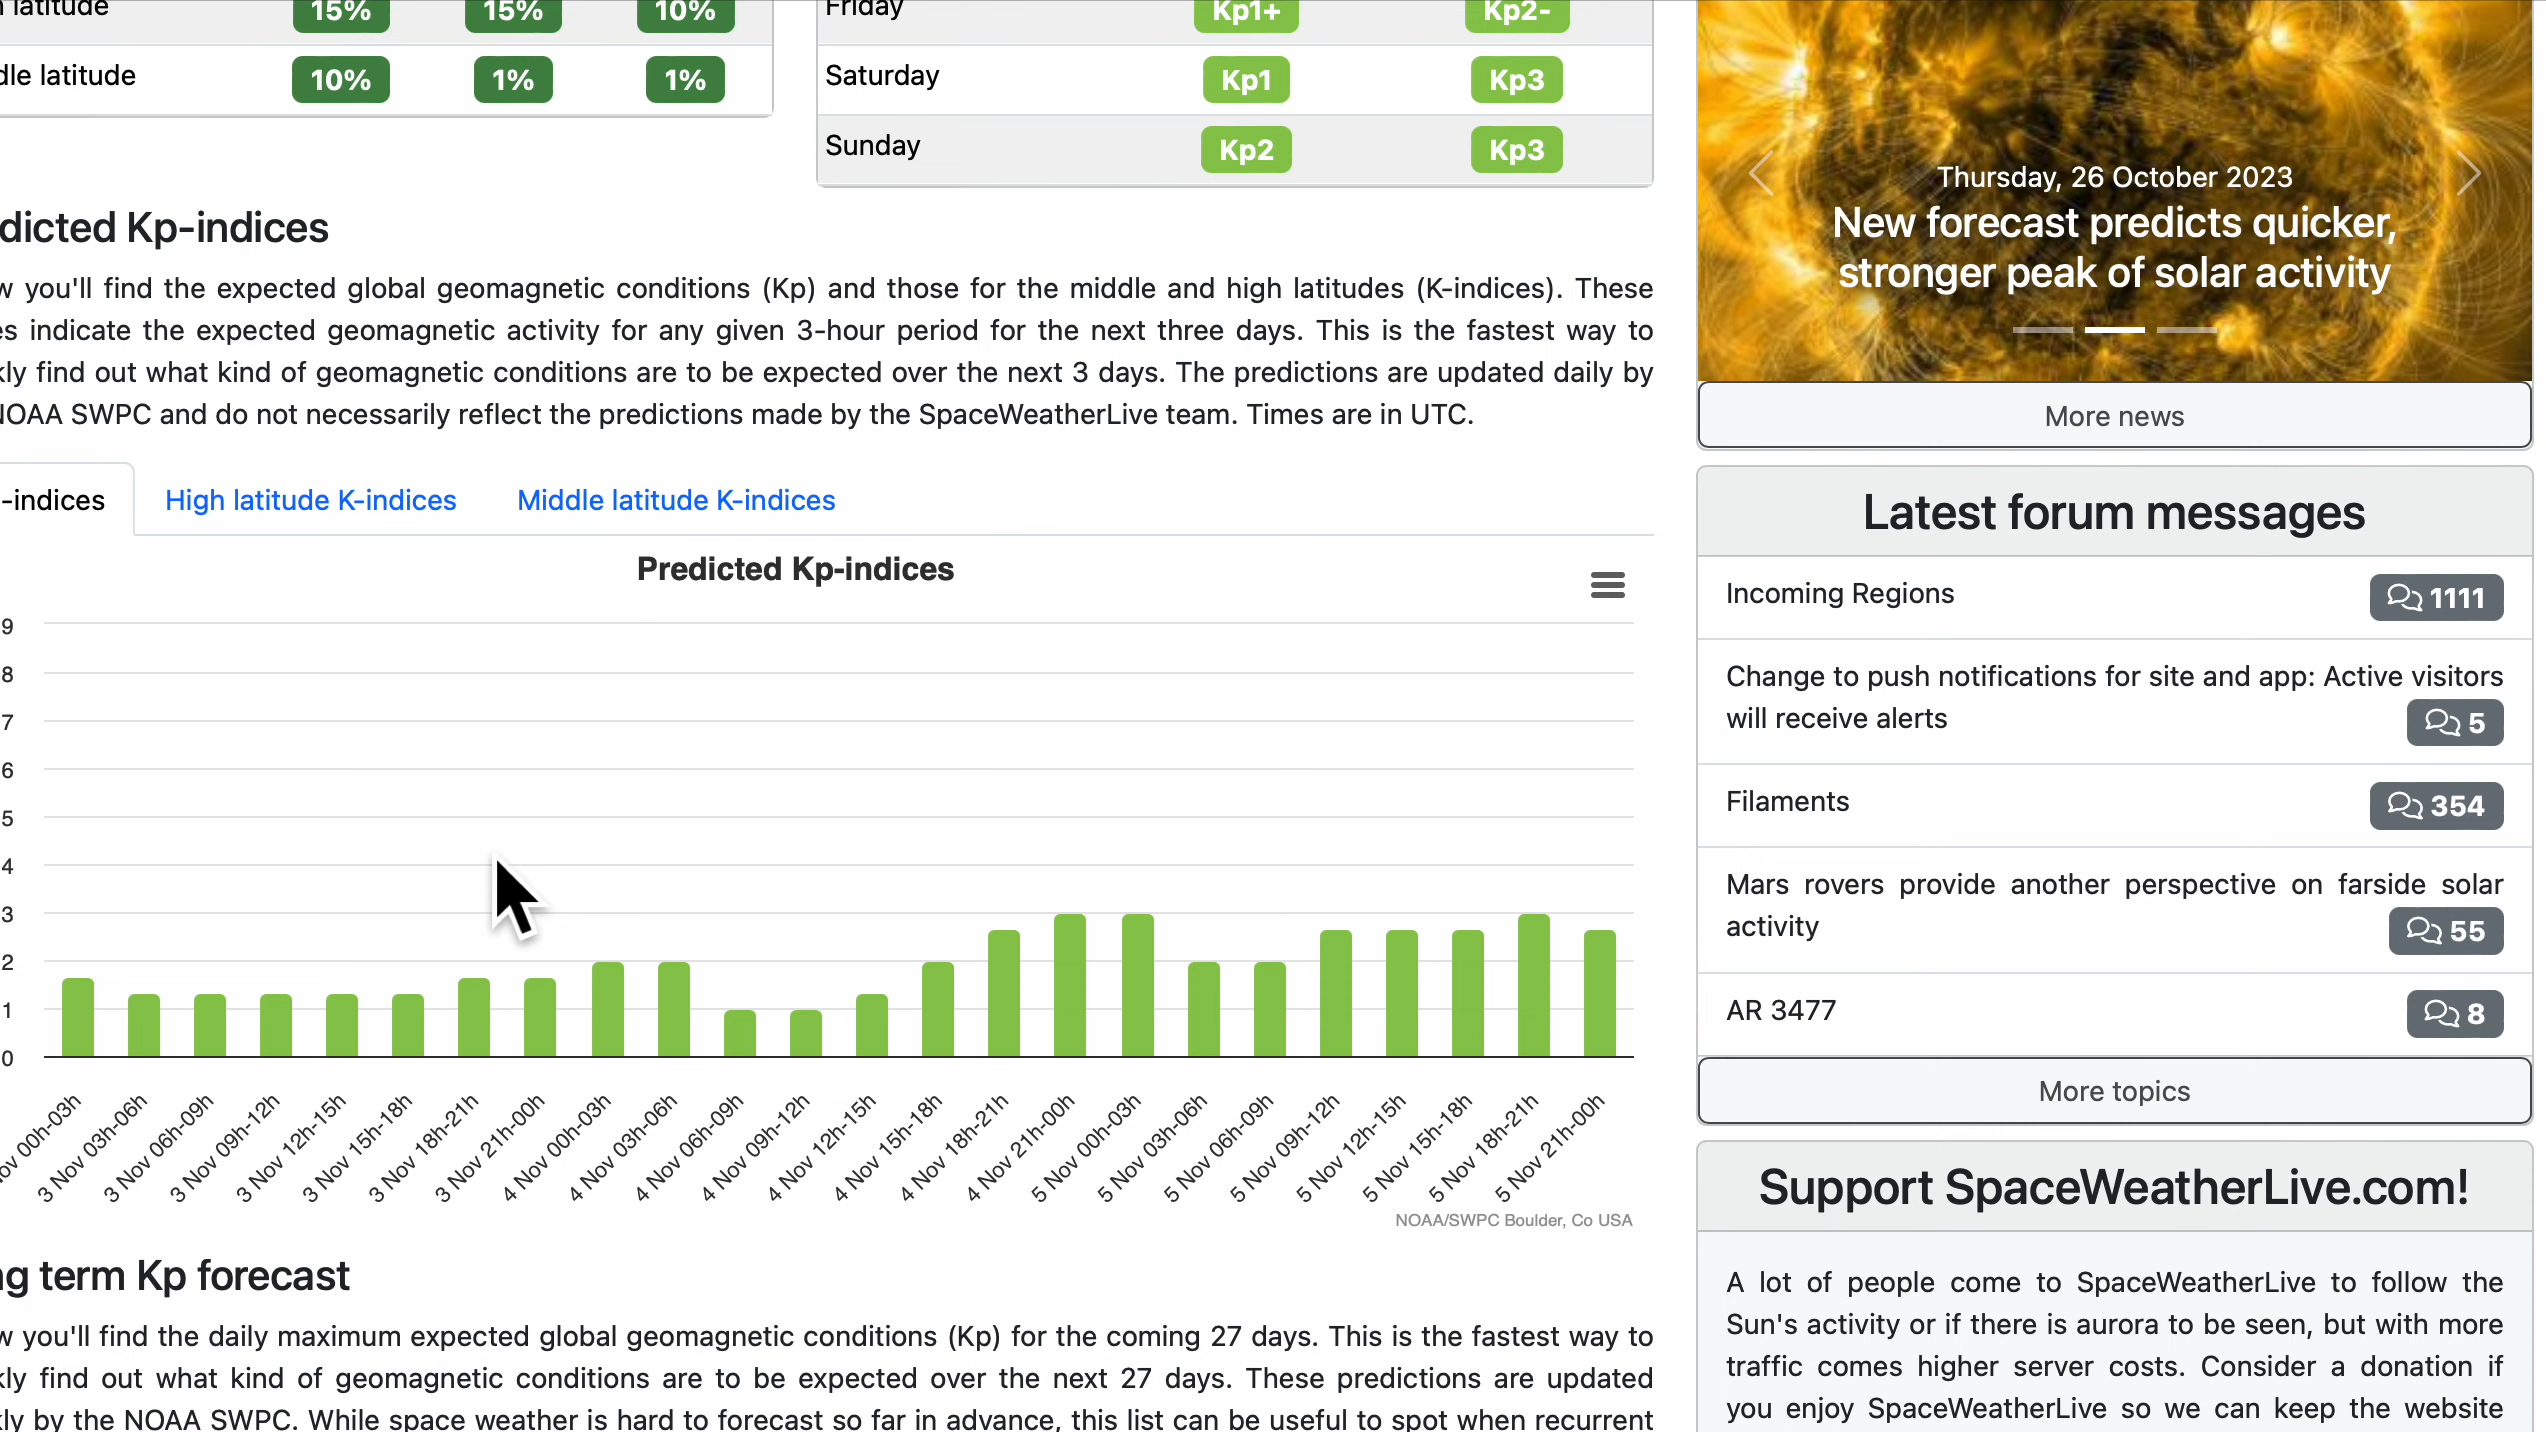 latitude 15% 15% 10%
dle latitude 10% 1% 1%
Friday Kp1+ Kp2-
Saturday Kp1 Kp3
Sunday Kp2 Kp3
dicted Kp-indices
w you'll find the expected global geomagnetic conditions (Kp) and those for the middle and high latitudes (K-indices). These
es indicate the expected geomagnetic activity for any given 3-hour period for the next three days. This is the fastest way to
kly find out what kind of geomagnetic conditions are to be expected over the next 3 days. The predictions are updated daily by
NOAA SWPC and do not necessarily reflect the predictions made by the SpaceWeatherLive team. Times are in UTC.
-indices High latitude K-indices Middle latitude K-indices
Predicted Kp-indices
9
8
7
6
5
4
3
2
1
0
ov 00h-03h
3 Nov 03h-06h
3 Nov 06h-09h
3 Nov 09h-12h
3 Nov 12h-15h
3 Nov 15h-18h
3 Nov 18h-21h
3 Nov 21h-00h
4 Nov 00h-03h
4 Nov 03h-06h
4 Nov 06h-09h
4 Nov 09h-12h
4 Nov 12h-15h
4 Nov 15h-18h
4 Nov 18h-21h
4 Nov 21h-00h
5 Nov 00h-03h
5 Nov 03h-06h
5 Nov 06h-09h
5 Nov 09h-12h
5 Nov 12h-15h
5 Nov 15h-18h
5 Nov 18h-21h
5 Nov 21h-00h
NOAA/SWPC Boulder, Co USA
ng term Kp forecast
w you'll find the daily maximum expected global geomagnetic conditions (Kp) for the coming 27 days. This is the fastest way to
kly find out what kind of geomagnetic conditions are to be expected over the next 27 days. These predictions are updated
kly by the NOAA SWPC. While space weather is hard to forecast so far in advance, this list can be useful to spot when recurrent
Thursday, 26 October 2023
New forecast predicts quicker,
stronger peak of solar activity
More news
Latest forum messages
Incoming Regions 1111
Change to push notifications for site and app: Active visitors
will receive alerts 5
Filaments 354
Mars rovers provide another perspective on farside solar
activity 55
AR 3477 8
More topics
Support SpaceWeatherLive.com!
A lot of people come to SpaceWeatherLive to follow the
Sun's activity or if there is aurora to be seen, but with more
traffic comes higher server costs. Consider a donation if
you enjoy SpaceWeatherLive so we can keep the website